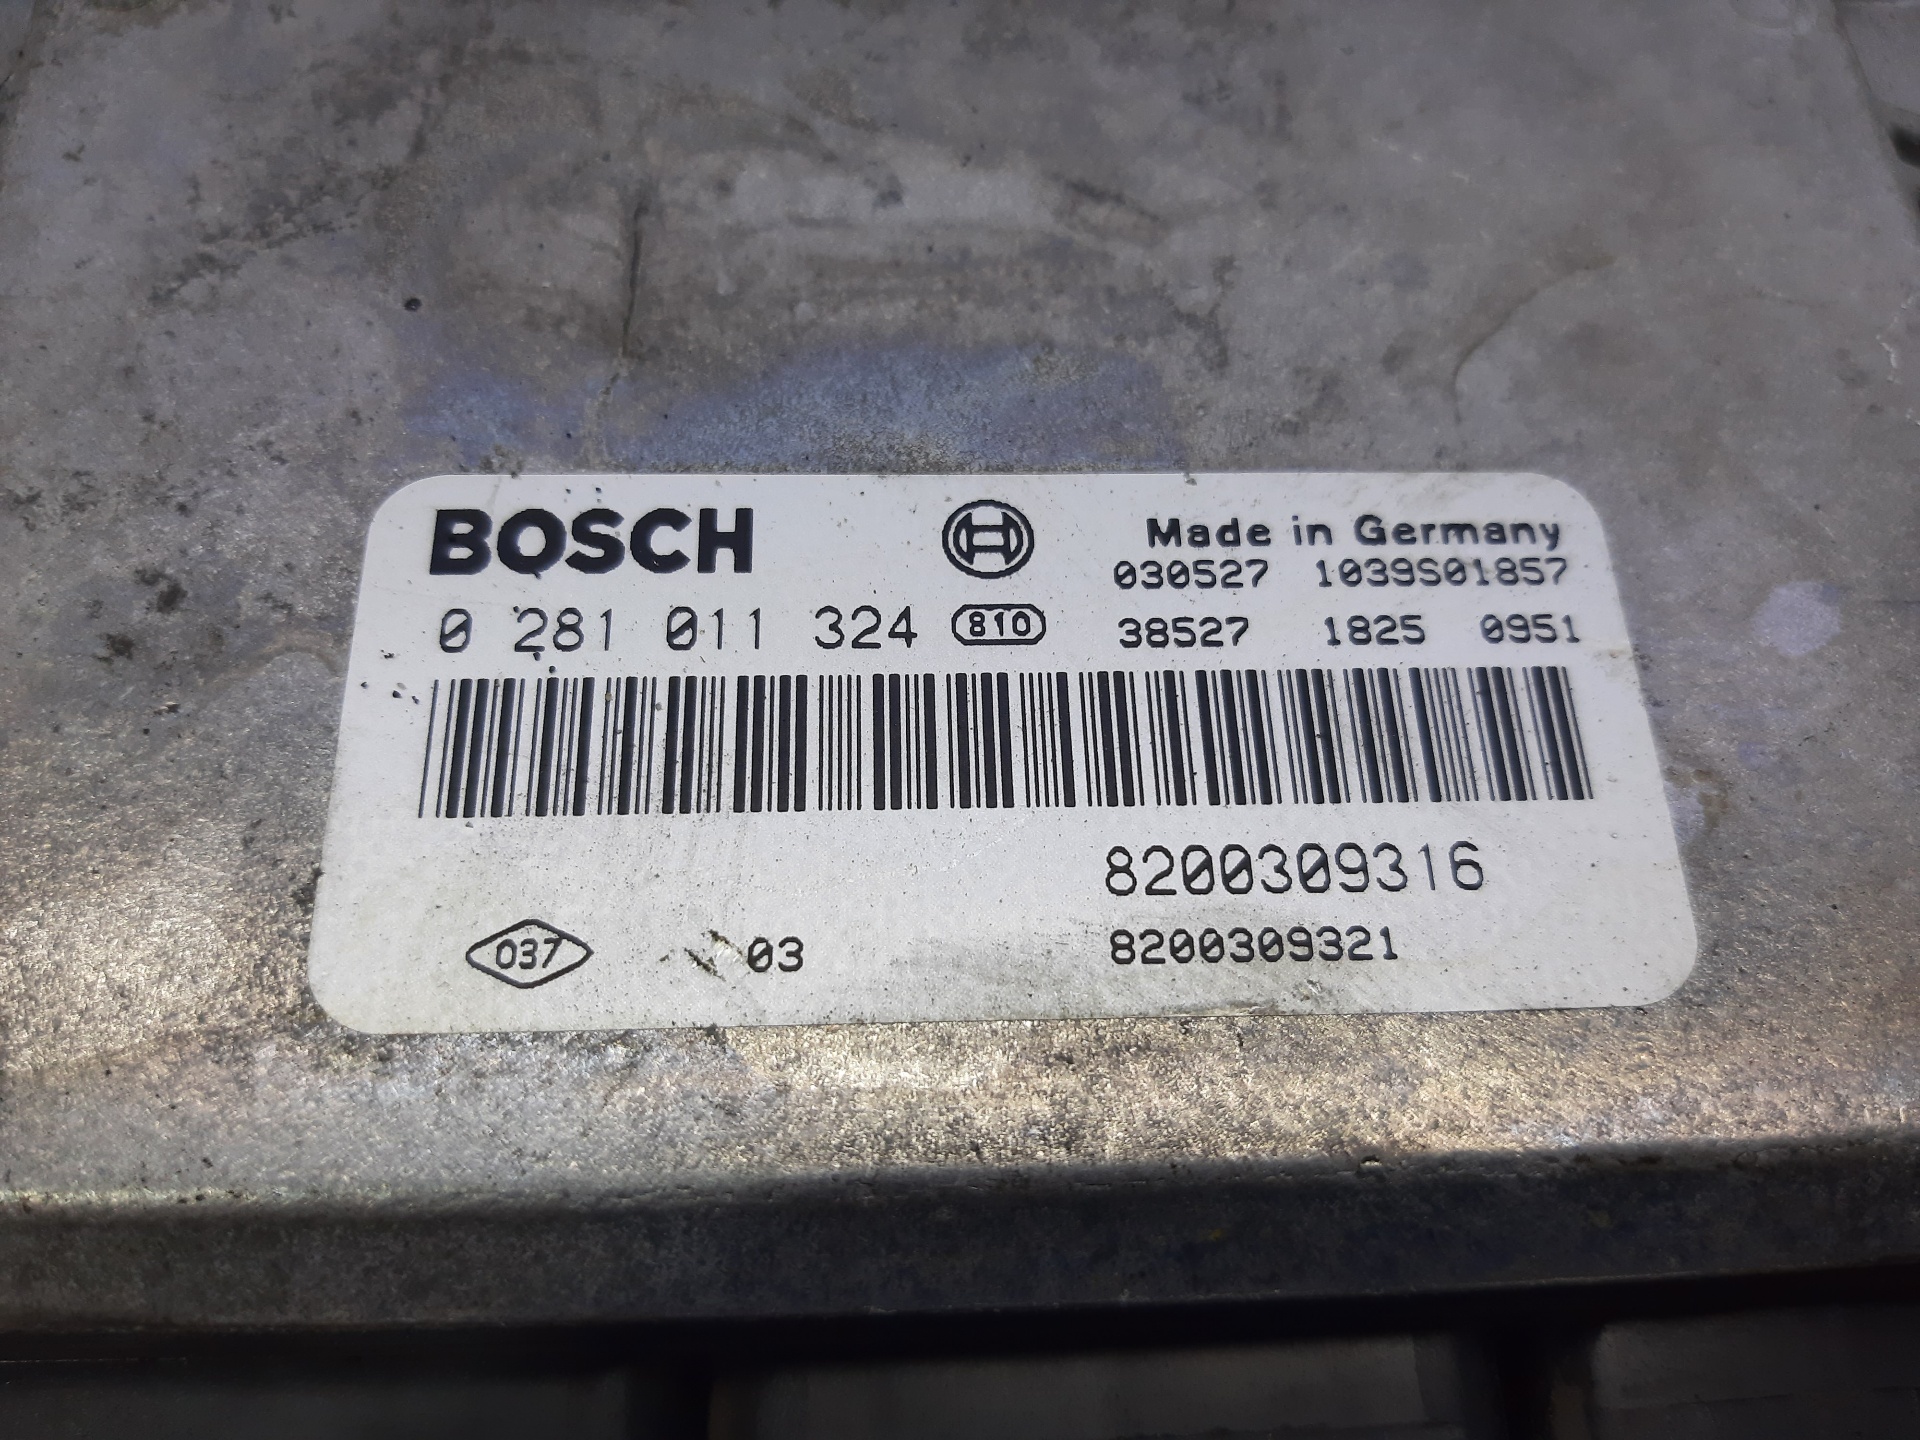 BOSCH
Made in Germany
030527 1039S01857
0 281 011 324 810
38527 1825 0951
8200309316
037 03
8200309321